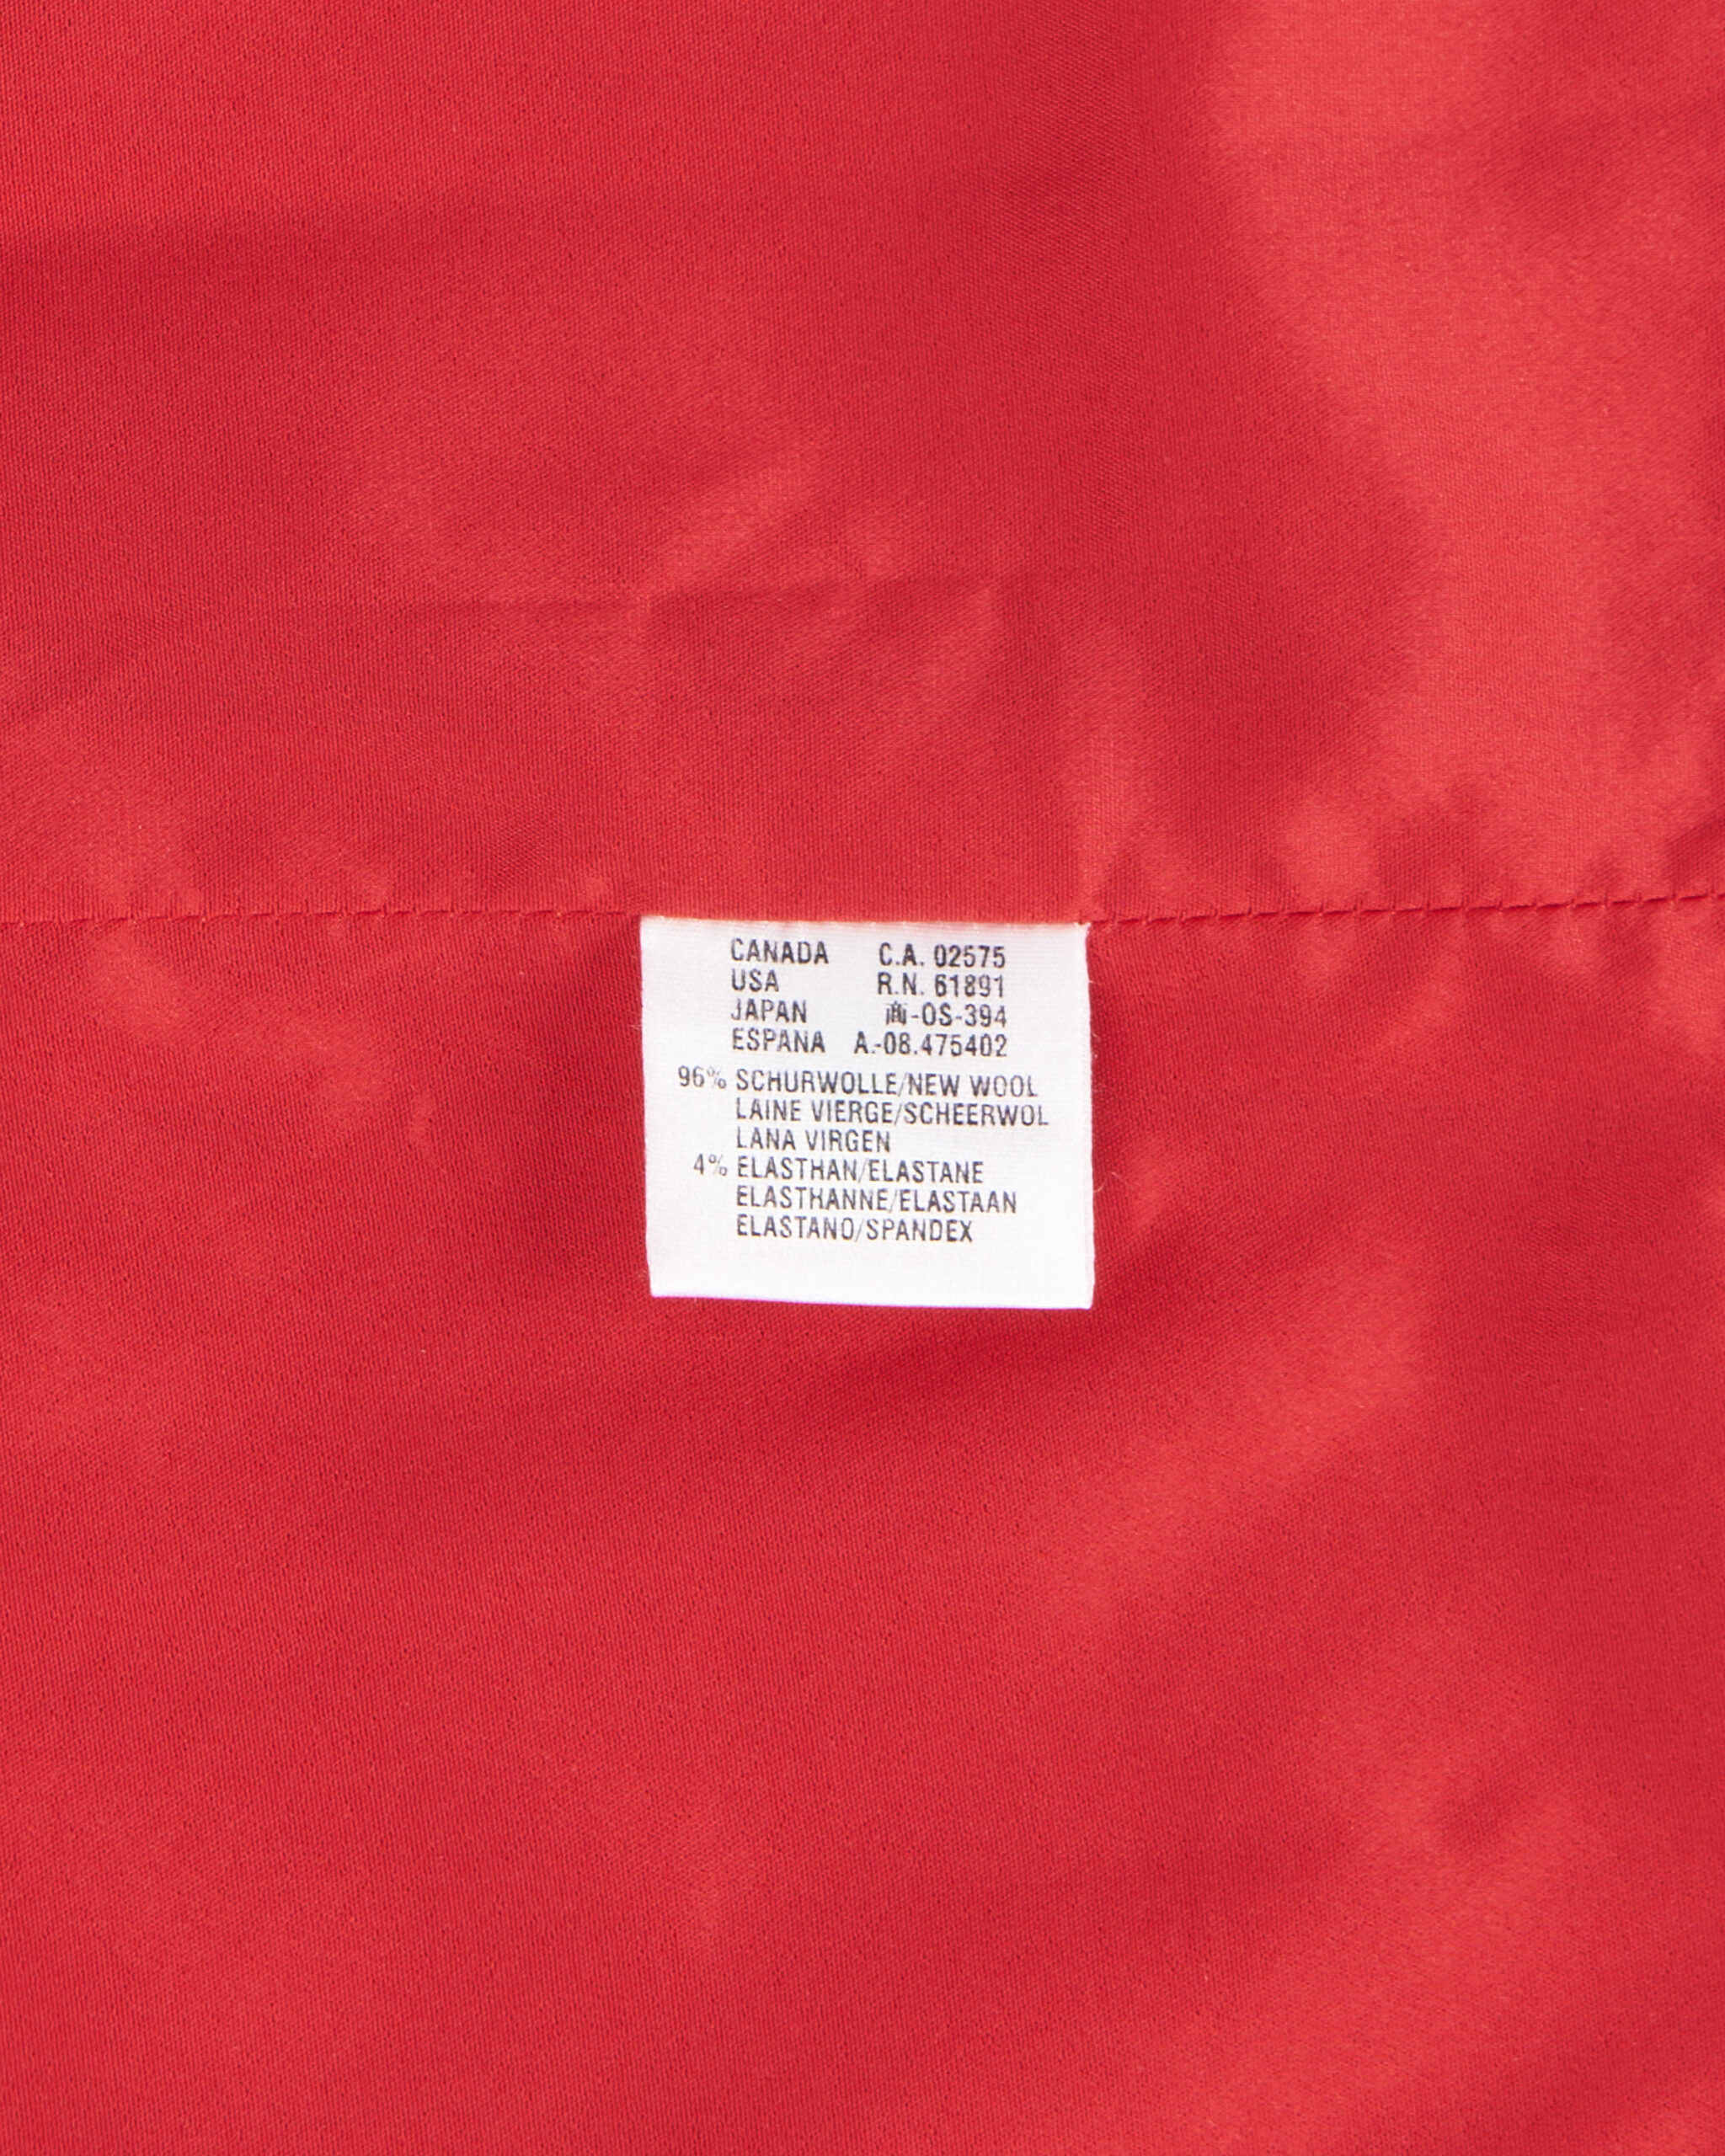 CANADA C.A. 02575
USA R.N. 61891
JAPAN -OS-394
ESPANA A.-08.475402
96% SCHURWOLLE/NEW WOOL
LAINE VIERGE/SCHEERWOL
LANA VIRGEN
4% ELASTHAN/ELASTANE
ELASTHANNE/ELASTAAN
ELASTANO/SPANDEX